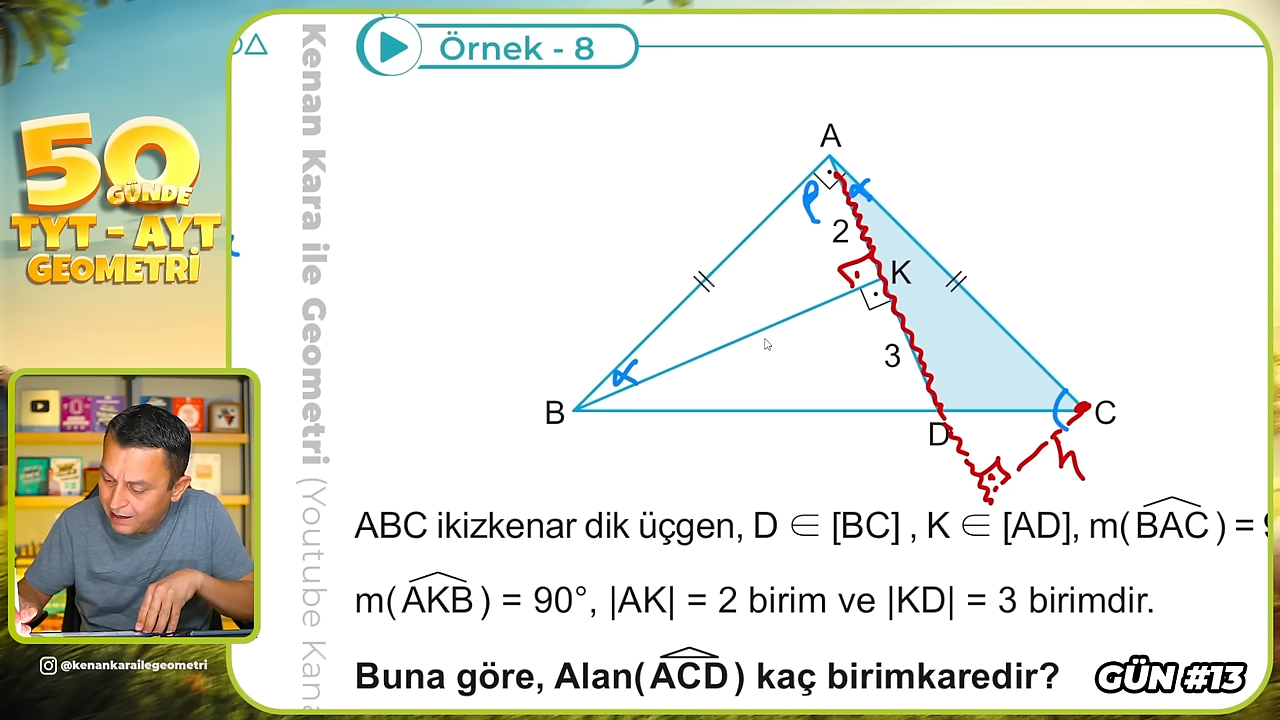 50
GÜNDE
TYT - AYT
GEOMETRİ
Örnek - 8
Kenan Kara ile Geometri (Youtube Kana
A
β
α
2
K
3
α
B
D
C
h
ABC ikizkenar dik üçgen, D ∈ [BC] , K ∈ [AD], m(BAC) = 9
m(AKB) = 90°, |AK| = 2 birim ve |KD| = 3 birimdir.
Buna göre, Alan(ACD) kaç birimkaredir?
@kenankarailegeometri
GÜN #13